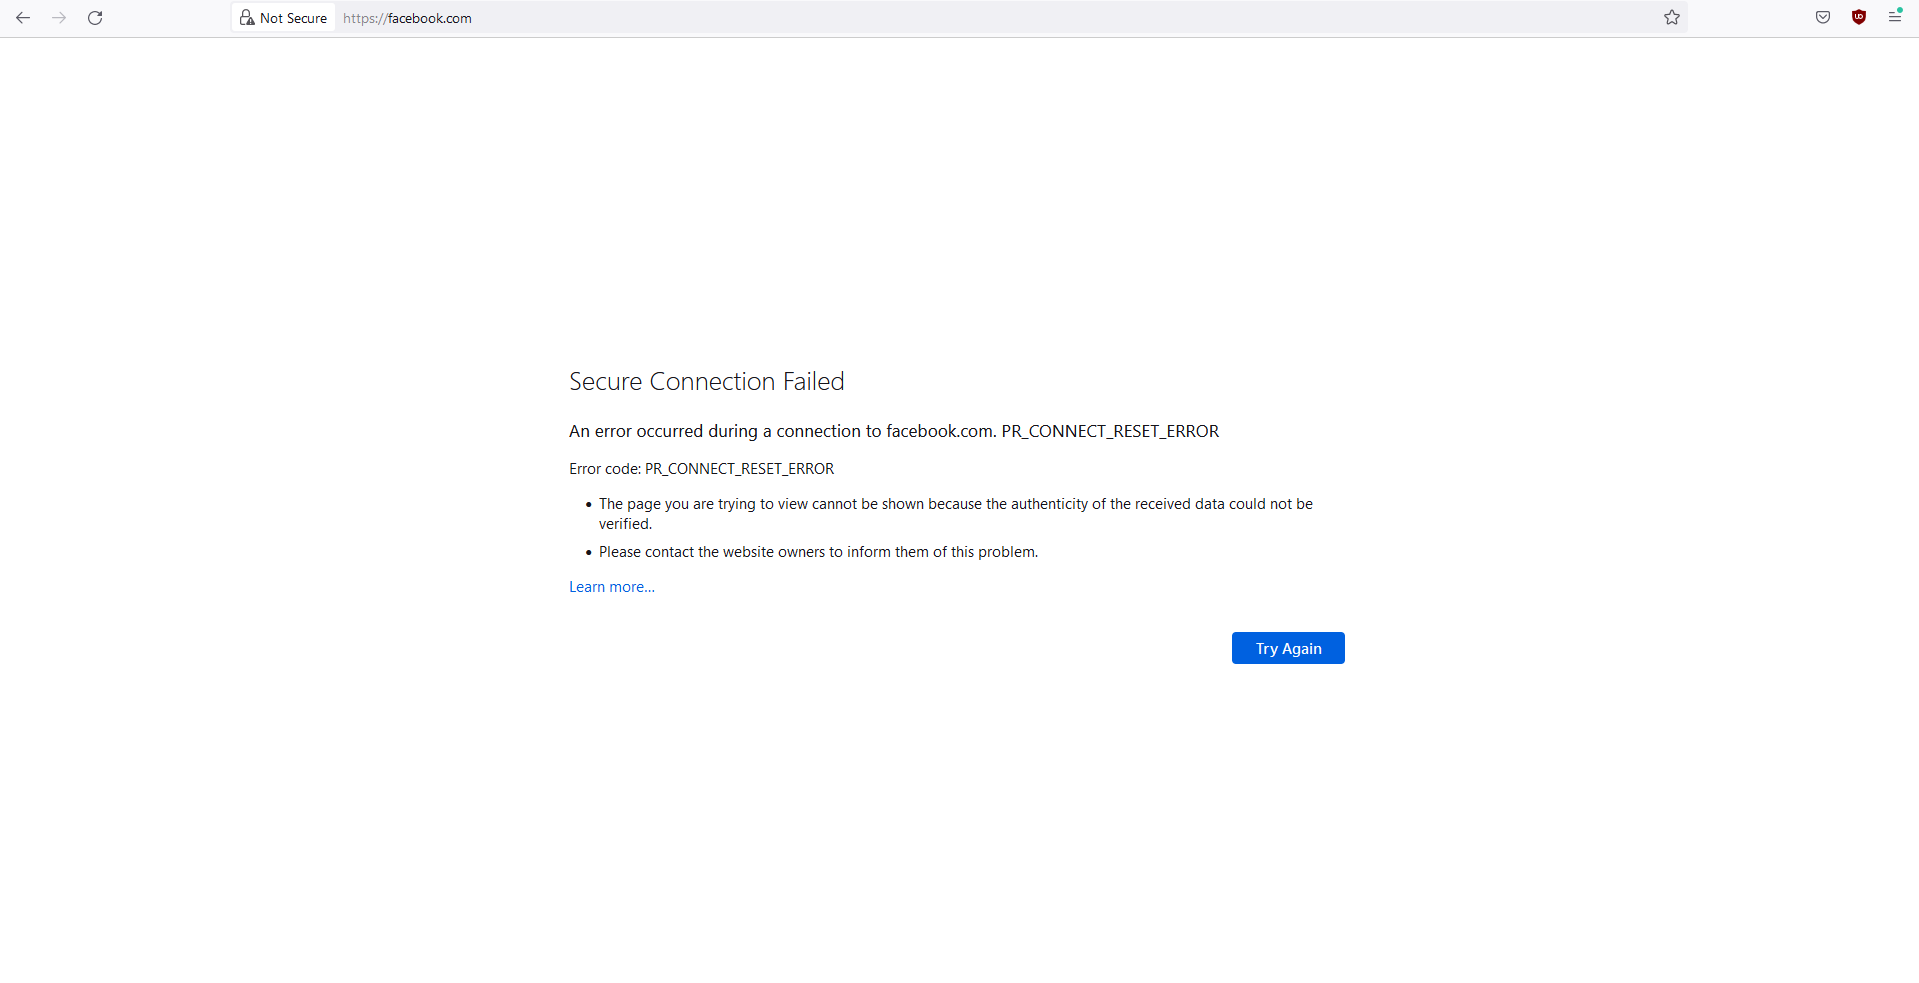 Not Secure https://facebook.com
Secure Connection Failed
An error occurred during a connection to facebook.com. PR_CONNECT_RESET_ERROR
Error code: PR_CONNECT_RESET_ERROR
• The page you are trying to view cannot be shown because the authenticity of the received data could not be
verified.
• Please contact the website owners to inform them of this problem.
Learn more…
Try Again